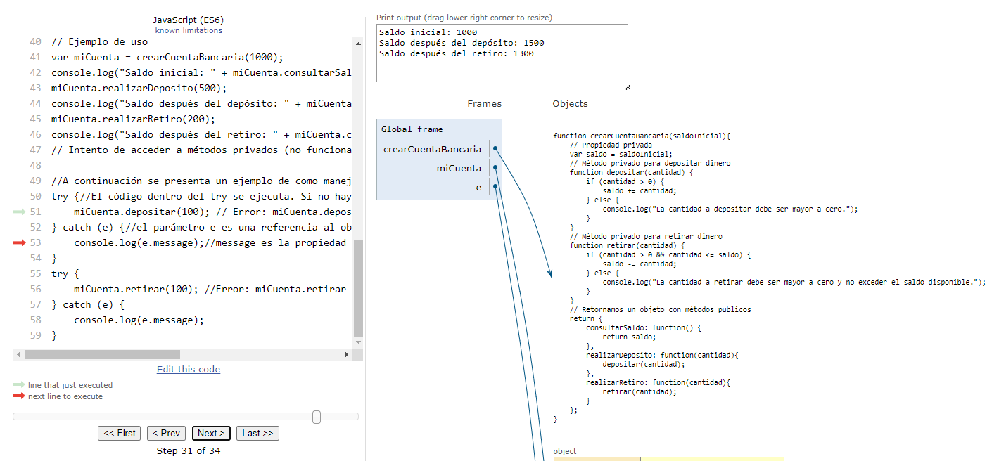 JavaScript (ES6)
known limitations
40 // Ejemplo de uso
41 var miCuenta = crearCuentaBancaria(1000);
42 console.log("Saldo inicial: " + miCuenta.consultarSal
43 miCuenta.realizarDeposito(500);
44 console.log("Saldo después del depósito: " + miCuenta
45 miCuenta.realizarRetiro(200);
46 console.log("Saldo después del retiro: " + miCuenta.c
47 // Intento de acceder a métodos privados (no funciona
48
49 //A continuación se presenta un ejemplo de como manej
50 try {//El código dentro del try se ejecuta. Si no hay
51     miCuenta.depositar(100); // Error: miCuenta.depos
52 } catch (e) {//el parámetro e es una referencia al ob
53     console.log(e.message);//message es la propiedad
54 }
55 try {
56     miCuenta.retirar(100); //Error: miCuenta.retirar
57 } catch (e) {
58     console.log(e.message);
59 }
Edit this code
line that just executed
next line to execute
<< First < Prev Next > Last >>
Step 31 of 34
Print output (drag lower right corner to resize)
Saldo inicial: 1000
Saldo después del depósito: 1500
Saldo después del retiro: 1300
Frames Objects
Global frame
crearCuentaBancaria
miCuenta
e
function crearCuentaBancaria(saldoInicial){
    // Propiedad privada
    var saldo = saldoInicial;
    // Método privado para depositar dinero
    function depositar(cantidad) {
        if (cantidad > 0) {
            saldo += cantidad;
        } else {
            console.log("La cantidad a depositar debe ser mayor a cero.");
        }
    }
    // Método privado para retirar dinero
    function retirar(cantidad) {
        if (cantidad > 0 && cantidad <= saldo) {
            saldo -= cantidad;
        } else {
            console.log("La cantidad a retirar debe ser mayor a cero y no exceder el saldo disponible.");
        }
    }
    // Retornamos un objeto con métodos publicos
    return {
        consultarSaldo: function() {
            return saldo;
        },
        realizarDeposito: function(cantidad){
            depositar(cantidad);
        },
        realizarRetiro: function(cantidad){
            retirar(cantidad);
        }
    };
}
object